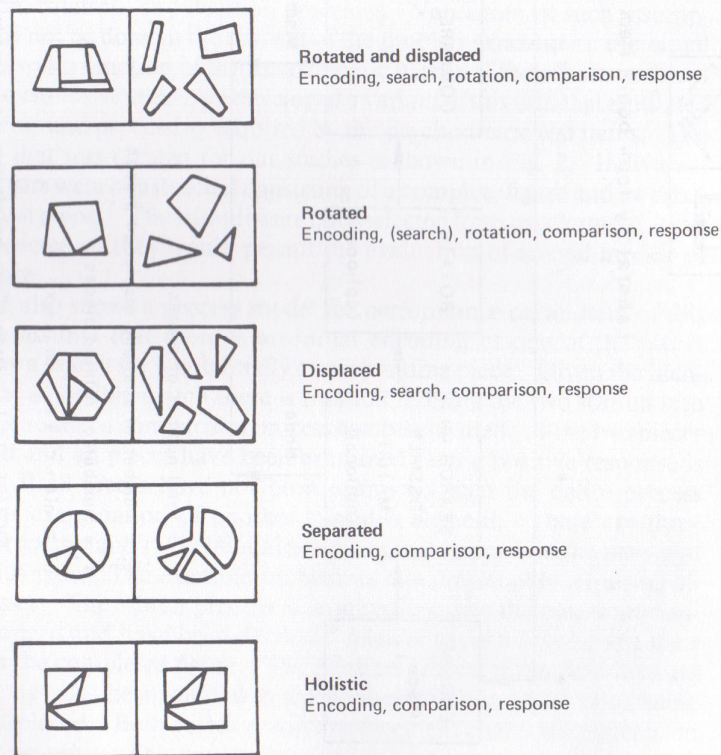 Rotated and displaced
Encoding, search, rotation, comparison, response
Rotated
Encoding, (search), rotation, comparison, response
Displaced
Encoding, search, comparison, response
Separated
Encoding, comparison, response
Holistic
Encoding, comparison, response